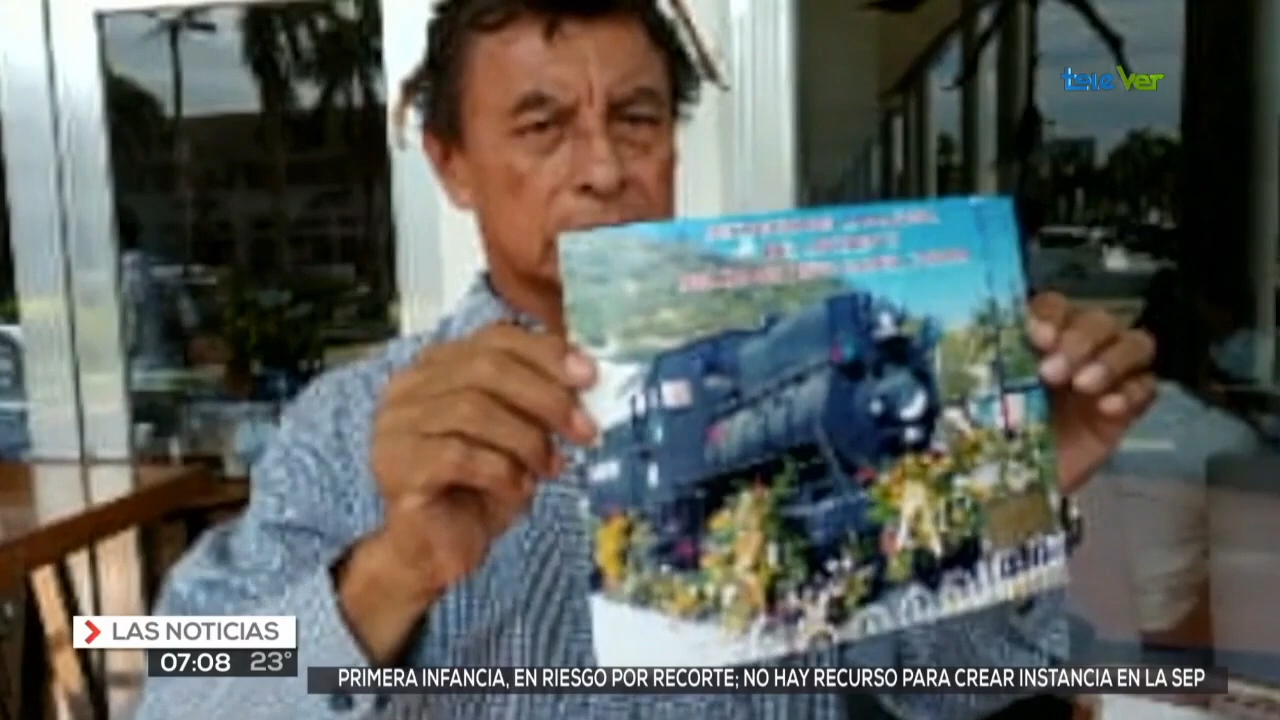 teleVer
LAS NOTICIAS
07:08 23°
PRIMERA INFANCIA, EN RIESGO POR RECORTE; NO HAY RECURSO PARA CREAR INSTANCIA EN LA SEP